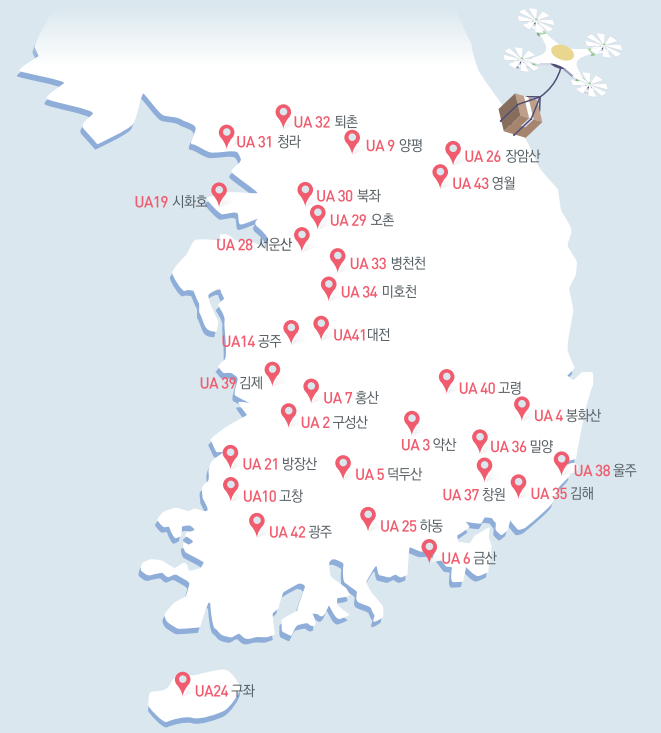 UA 32 퇴촌
UA 31 청라
UA 9 양평
UA 26 장암산
UA 43 영월
UA19 시화호
UA 30 북좌
UA 29 오촌
UA 28 서운산
UA 33 병천천
UA 34 미호천
UA14 공주
UA41대전
UA 39 김제
UA 7 홍산
UA 40 고령
UA 2 구성산
UA 4 봉화산
UA 3 악산
UA 36 밀양
UA 21 방장산
UA 5 덕두산
UA 38 울주
UA10 고창
UA 37 창원
UA 35 김해
UA 42 광주
UA 25 하동
UA 6 금산
UA24 구좌